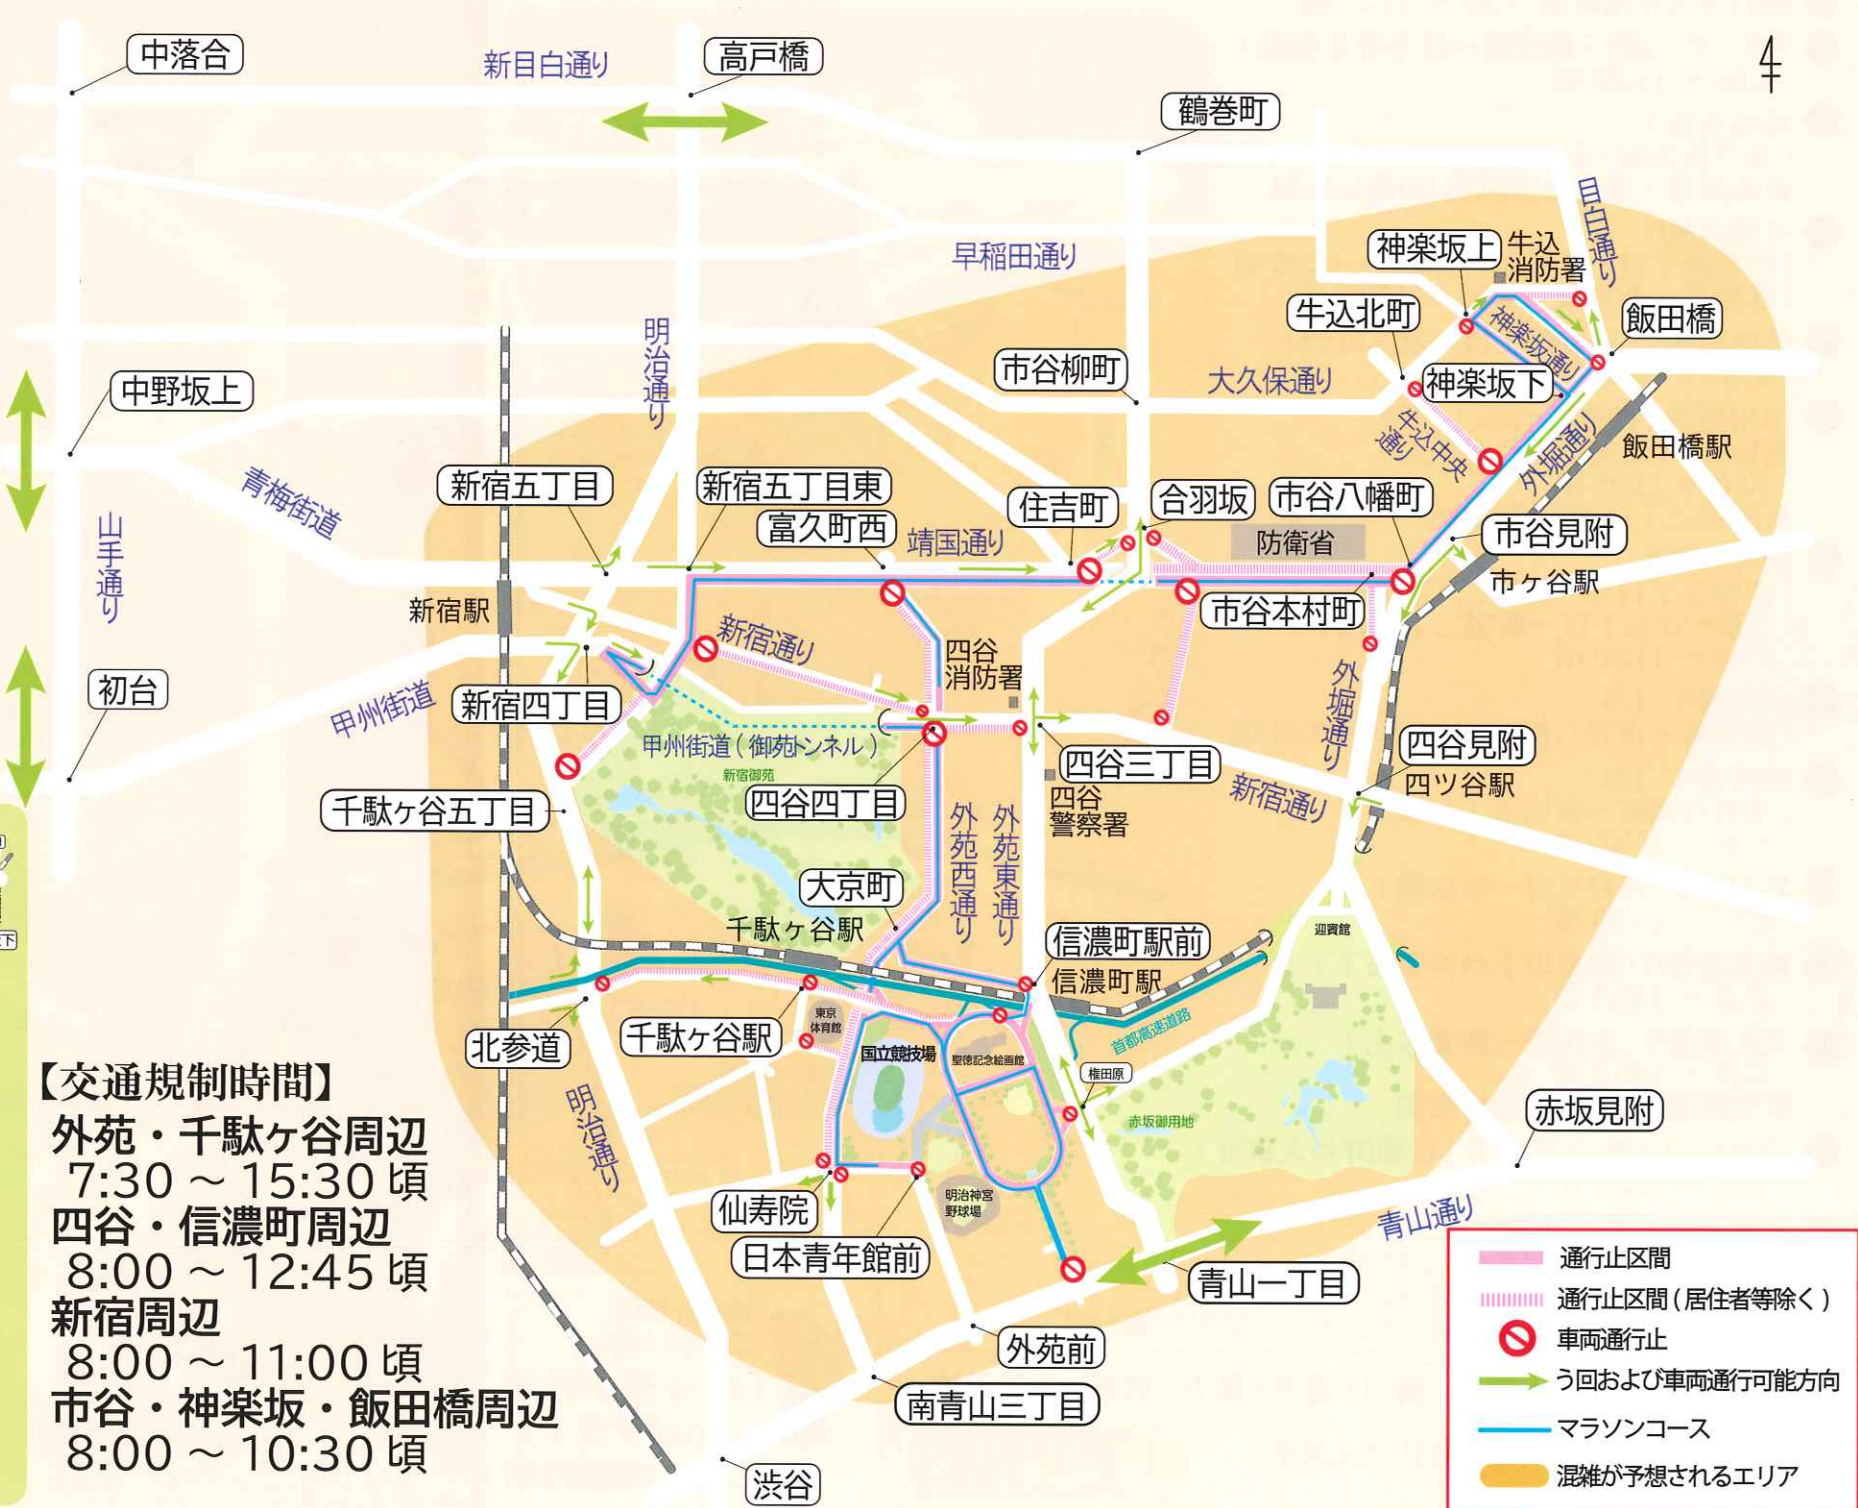 中落合
新目白通り
高戸橋
鶴巻町
目白通り
早稲田通り
神楽坂上
牛込
消防署
牛込北町
神楽坂通り
飯田橋
明治通り
市谷柳町
大久保通り
神楽坂下
中野坂上
牛込中央
通り
外堀通り
飯田橋駅
青梅街道
新宿五丁目
新宿五丁目東
富久町西
靖国通り
住吉町
合羽坂
市谷八幡町
防衛省
市谷見附
市ヶ谷駅
山手通り
新宿駅
新宿通り
四谷
消防署
市谷本村町
初台
甲州街道
新宿四丁目
甲州街道(御苑トンネル)
新宿御苑
外堀通り
四谷三丁目
四谷見附
四ツ谷駅
千駄ヶ谷五丁目
四谷四丁目
四谷
警察署
新宿通り
外苑西通り
外苑東通り
大京町
千駄ヶ谷駅
信濃町駅前
信濃町駅
迎賓館
下
北参道
千駄ヶ谷駅
東京
体育館
国立競技場
聖徳記念絵画館
首都高速道路
権田原
赤坂御用地
赤坂見附
明治通り
仙寿院
日本青年館前
明治神宮
野球場
青山通り
青山一丁目
外苑前
南青山三丁目
渋谷
【交通規制時間】
外苑・千駄ヶ谷周辺
7:30 ~ 15:30 頃
四谷・信濃町周辺
8:00 ~ 12:45 頃
新宿周辺
8:00 ~ 11:00 頃
市谷・神楽坂・飯田橋周辺
8:00 ~ 10:30 頃
通行止区間
通行止区間(居住者等除く)
車両通行止
う回および車両通行可能方向
マラソンコース
混雑が予想されるエリア